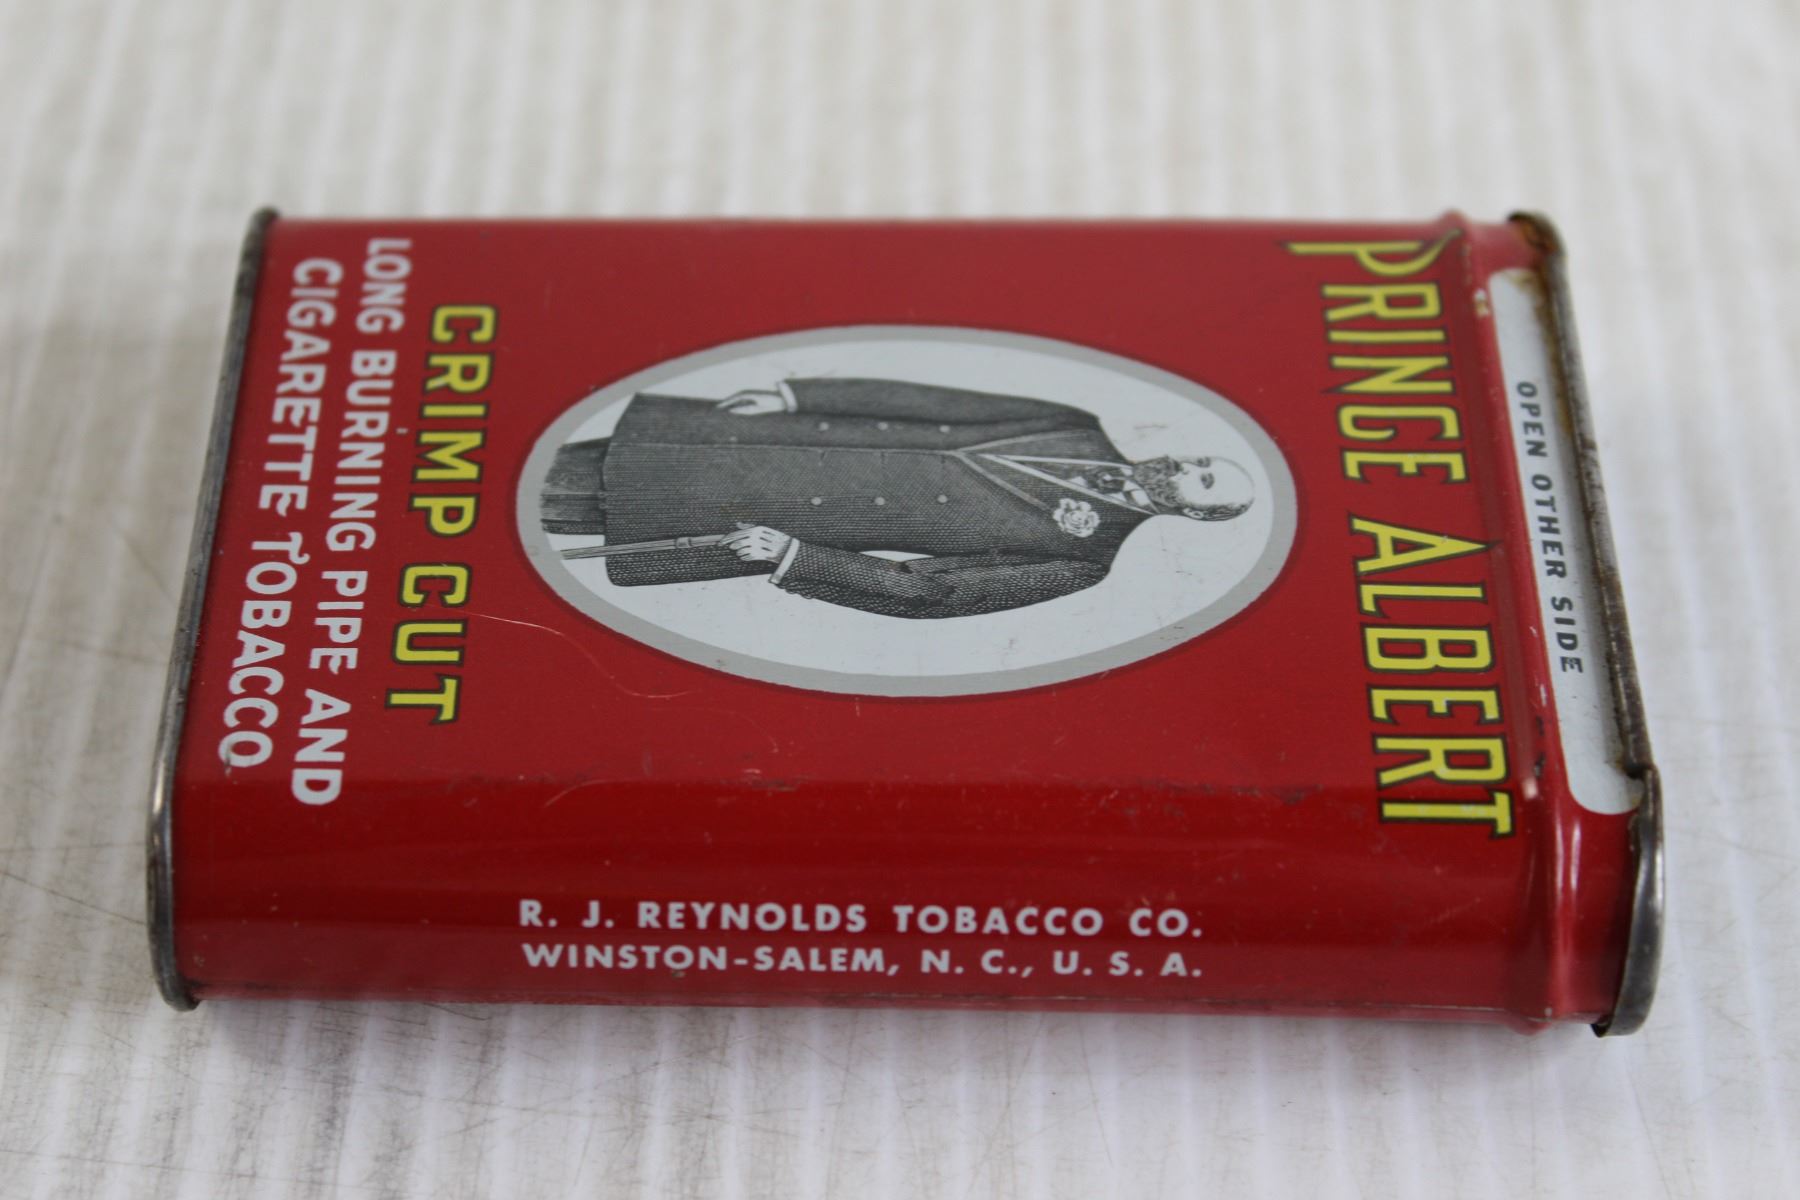 OPEN OTHER SIDE
PRINCE ALBERT
CRIMP CUT
LONG BURNING PIPE AND
CIGARETTE TOBACCO
R. J. REYNOLDS TOBACCO CO.
WINSTON-SALEM, N. C., U. S. A.